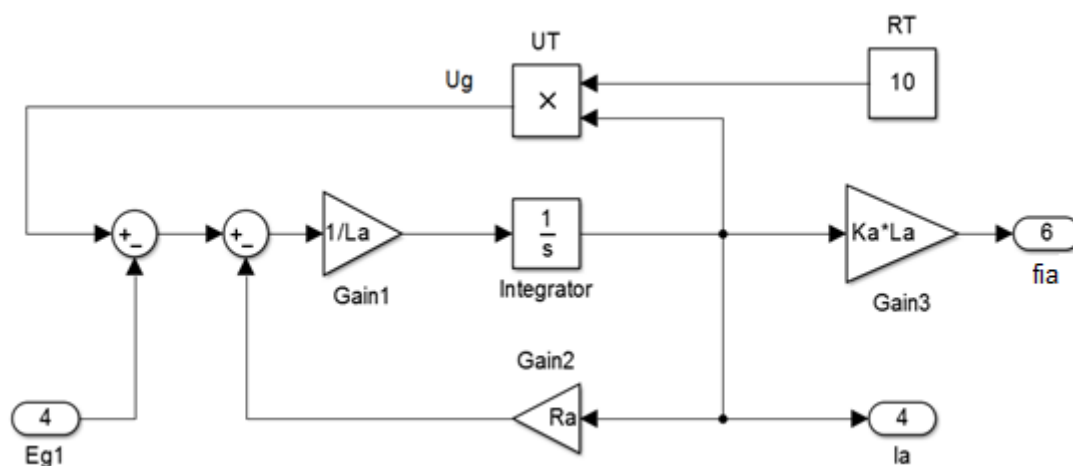 RT
UT
10
Ug
×
+
−
+
−
1/La
1
s
Ka*La
6
fia
Gain1
Integrator
Gain3
Gain2
4
Ra
4
Eg1
Ia